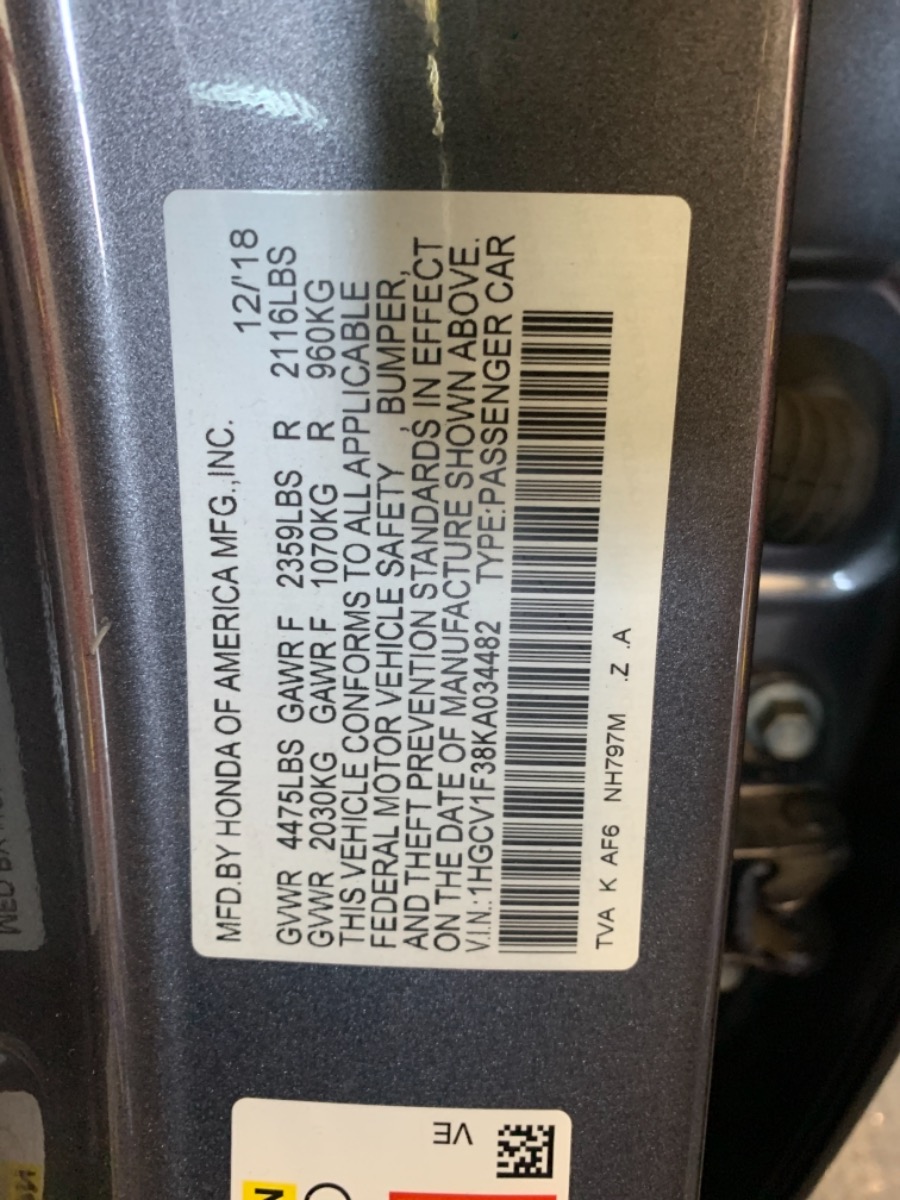 MFD.BY HONDA OF AMERICA MFG.,INC. 12/'18
GVWR 4475LBS GAWR F 2359LBS R 2116LBS
GVWR 2030KG GAWR F 1070KG R 960KG
THIS VEHICLE CONFORMS TO ALL APPLICABLE
FEDERAL MOTOR VEHICLE SAFETY , BUMPER,
AND THEFT PREVENTION STANDARDS IN EFFECT
ON THE DATE OF MANUFACTURE SHOWN ABOVE.
V.I.N.:1HGCV1F38KA034482 TYPE:PASSENGER CAR
TVA K AF6 NH797M .Z .A
VE